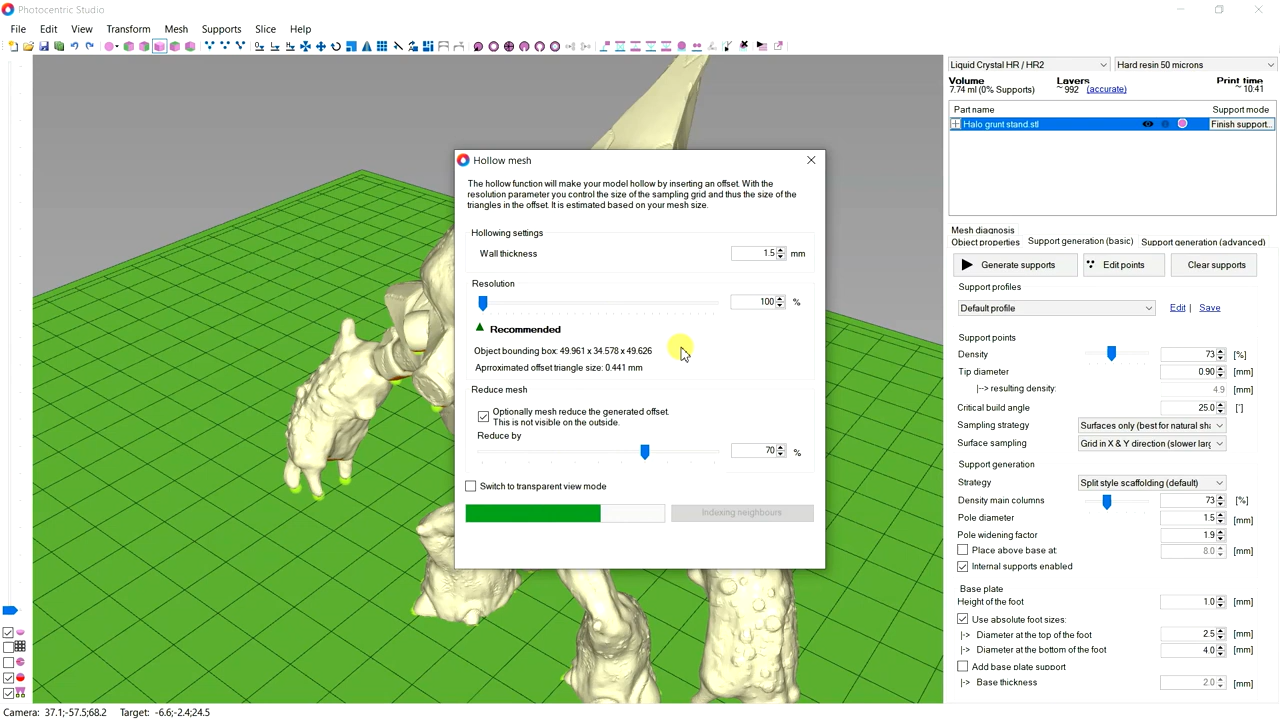 Photocentric Studio
File Edit View Transform Mesh Supports Slice Help
Hollow mesh
The hollow function will make your model hollow by inserting an offset. With the
resolution parameter you control the size of the sampling grid and thus the size of the
triangles in the offset. It is estimated based on your mesh size.
Hollowing settings
Wall thickness 1.5 mm
Resolution
100 %
Recommended
Object bounding box: 49.961 x 34.578 x 49.626
Aprroximated offset triangle size: 0.441 mm
Reduce mesh
Optionally mesh reduce the generated offset.
This is not visible on the outside.
Reduce by
70 %
Switch to transparent view mode
Indexing neighbours
Liquid Crystal HR / HR2 Hard resin 50 microns
Volume Layers Print time
7.74 ml (0% Supports) ~ 992 (accurate) ~ 10:41
Part name Support mode
Halo grunt stand.stl Finish support..
Mesh diagnosis
Object properties Support generation (basic) Support generation (advanced)
Generate supports Edit points Clear supports
Support profiles
Default profile Edit | Save
Support points
Density 73 [%]
Tip diameter 0.90 [mm]
|--> resulting density: 4.9 [mm]
Critical build angle 25.0 [°]
Sampling strategy Surfaces only (best for natural sha
Surface sampling Grid in X & Y direction (slower larg
Support generation
Strategy Split style scaffolding (default)
Density main columns 73 [%]
Pole diameter 1.5 [mm]
Pole widening factor 1.9
Place above base at: 8.0 [mm]
Internal supports enabled
Base plate
Height of the foot 1.0 [mm]
Use absolute foot sizes:
|-> Diameter at the top of the foot 2.5 [mm]
|-> Diameter at the bottom of the foot 4.0 [mm]
Add base plate support
|-> Base thickness 2.0 [mm]
Camera: 37.1;-57.5;68.2 Target: -6.6;-2.4;24.5